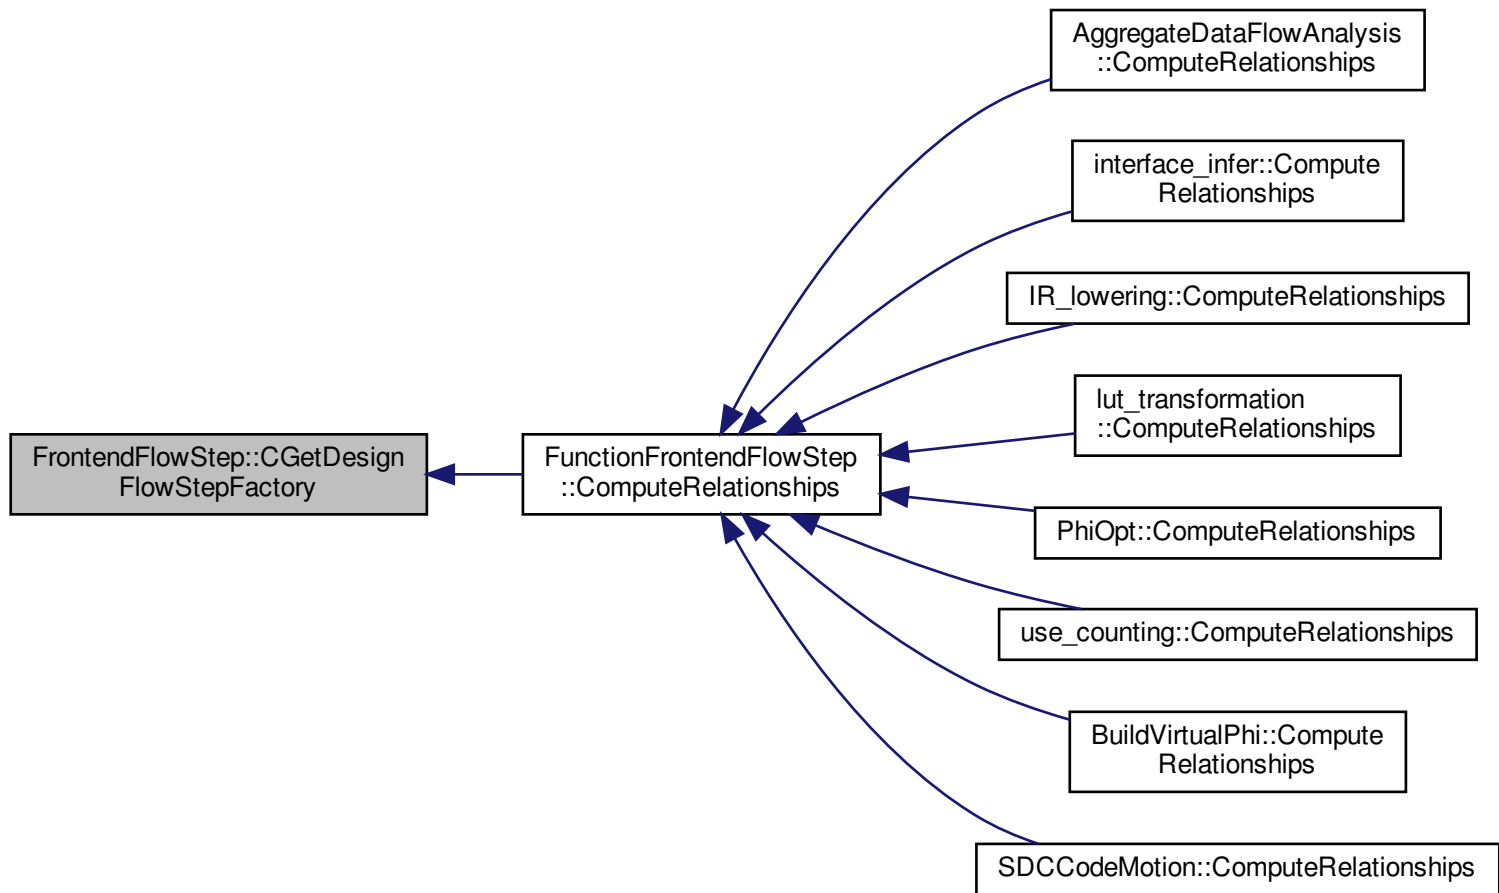 AggregateDataFlowAnalysis
::ComputeRelationships
interface_infer::Compute
Relationships
IR_lowering::ComputeRelationships
lut_transformation
::ComputeRelationships
FrontendFlowStep::CGetDesign
FlowStepFactory
FunctionFrontendFlowStep
::ComputeRelationships
PhiOpt::ComputeRelationships
use_counting::ComputeRelationships
BuildVirtualPhi::Compute
Relationships
SDCCodeMotion::ComputeRelationships